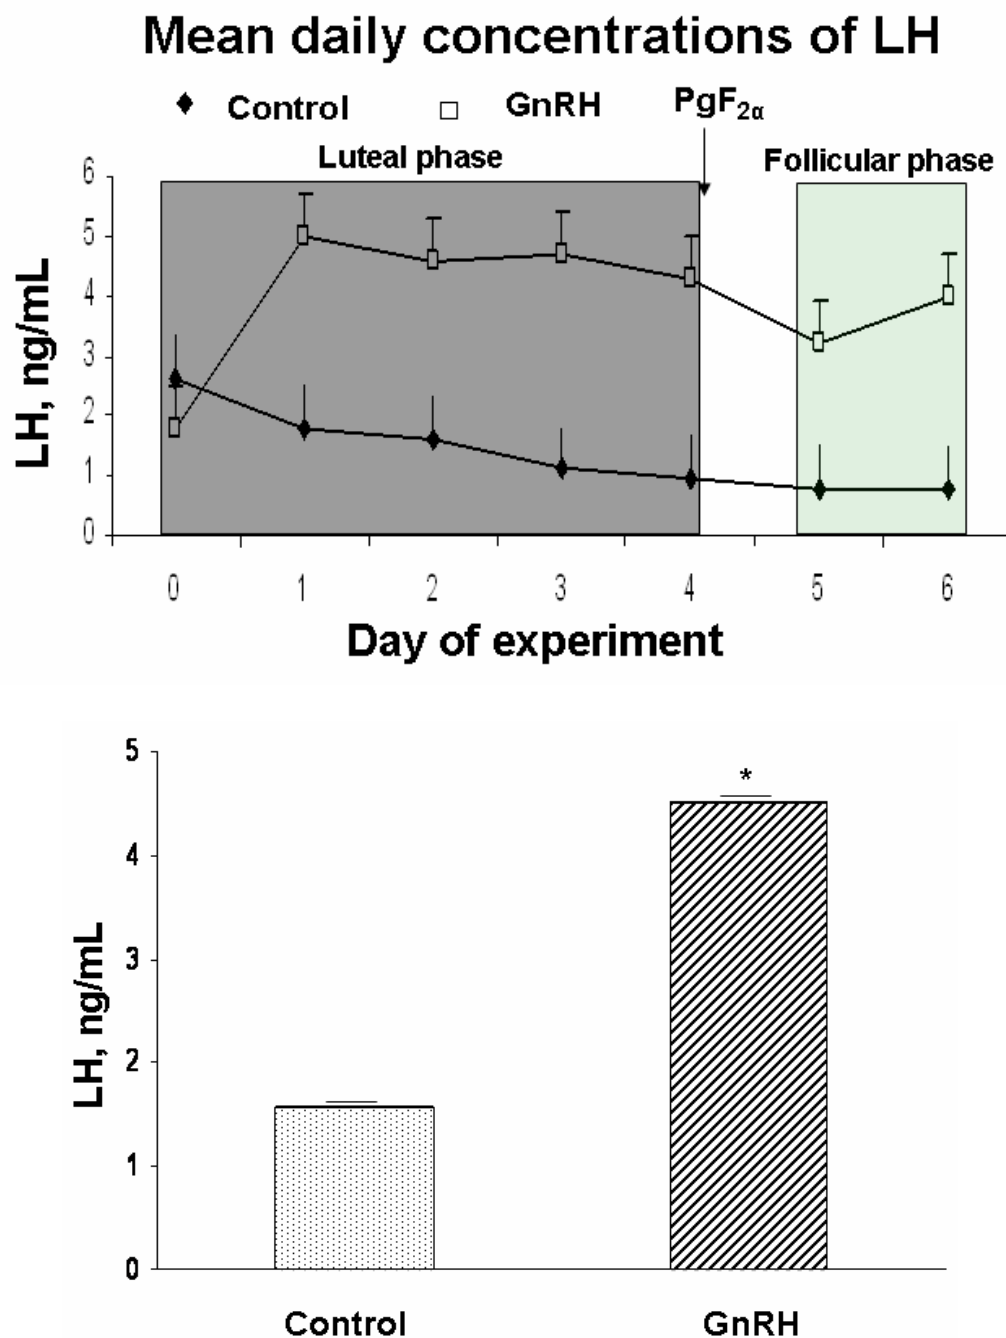 Mean daily concentrations of LH
Control GnRH PgF2α
Luteal phase
Follicular phase
6
5
4
3
2
1
0
LH, ng/mL
0 1 2 3 4 5 6
Day of experiment
5
*
4
3
2
1
0
LH, ng/mL
Control GnRH